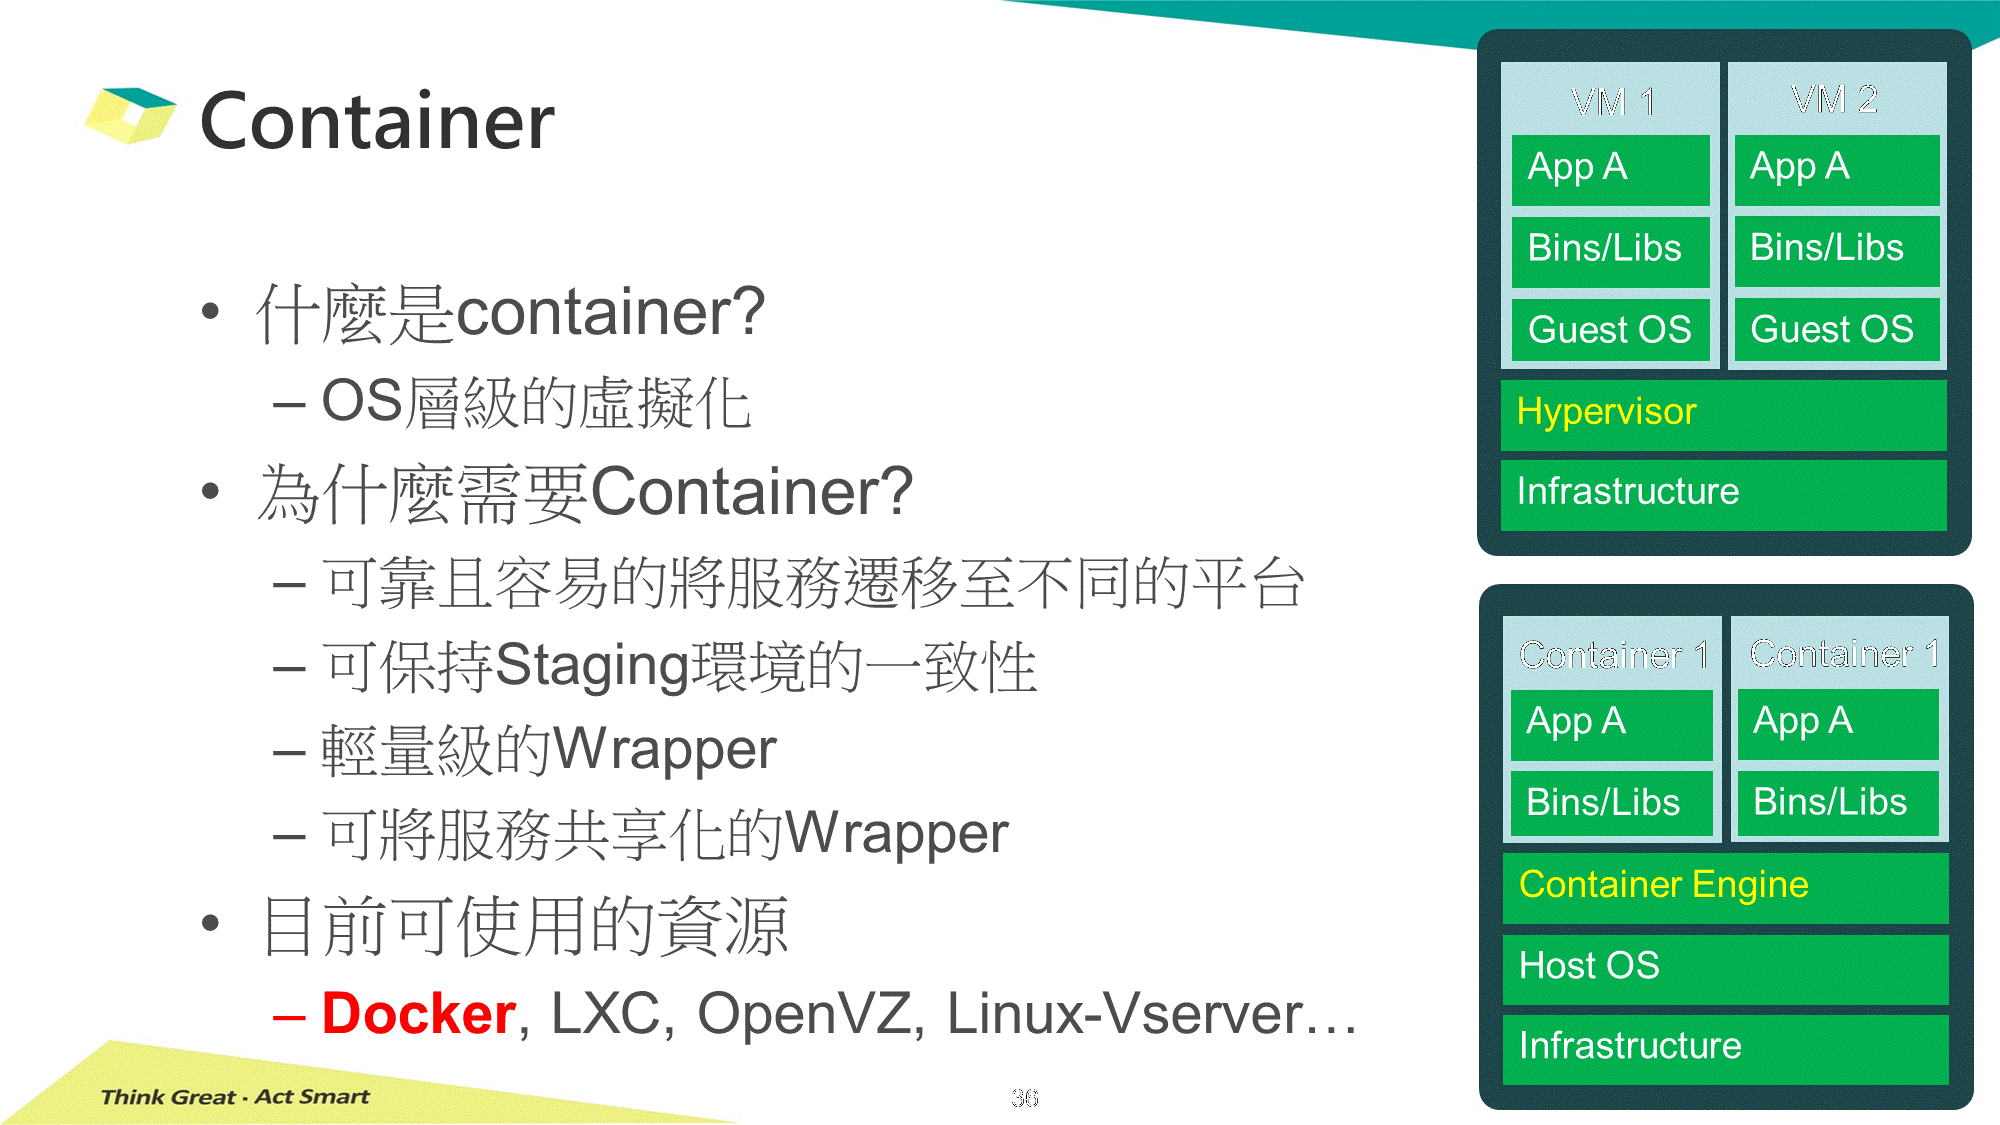 Container
• 什麼是container?
– OS層級的虛擬化
• 為什麼需要Container?
– 可靠且容易的將服務遷移至不同的平台
– 可保持Staging環境的一致性
– 輕量級的Wrapper
– 可將服務共享化的Wrapper
• 目前可使用的資源
– Docker, LXC, OpenVZ, Linux-Vserver…
VM 1
App A
Bins/Libs
Guest OS
VM 2
App A
Bins/Libs
Guest OS
Hypervisor
Infrastructure
Container 1
App A
Bins/Libs
Container 1
App A
Bins/Libs
Container Engine
Host OS
Infrastructure
Think Great · Act Smart
36